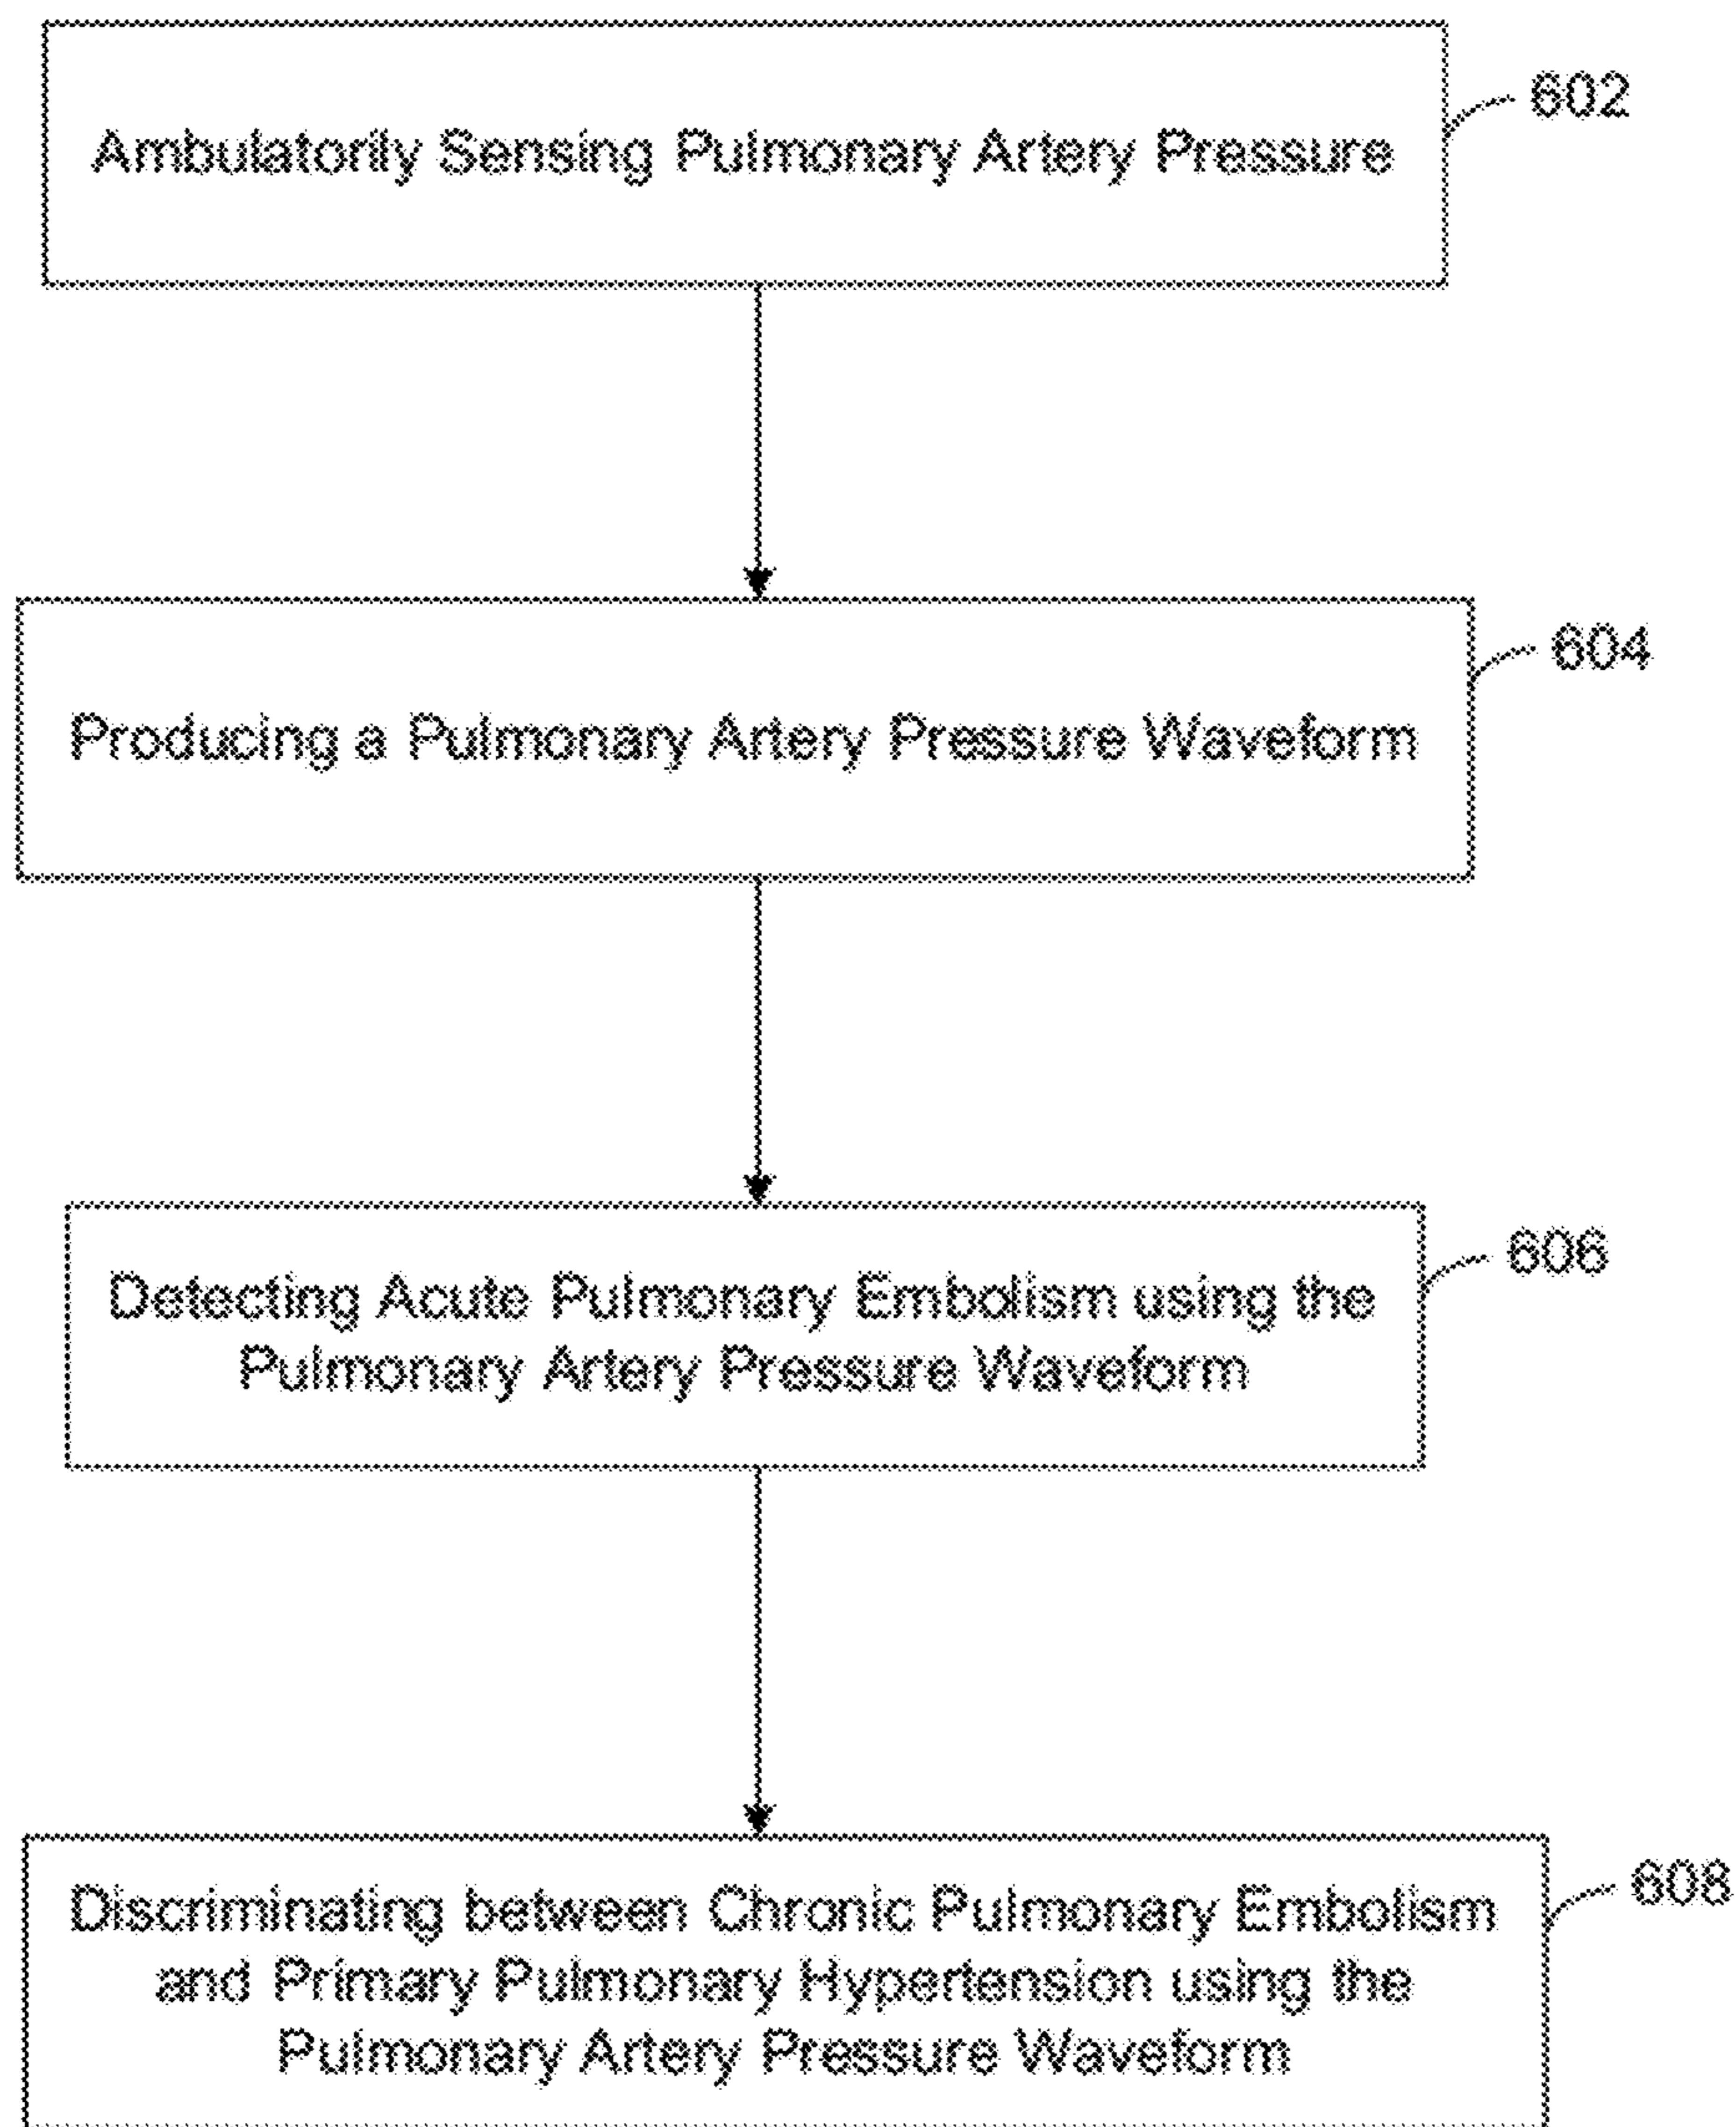 602
Ambulatorily Sensing Pulmonary Artery Pressure
604
Producing a Pulmonary Artery Pressure Waveform
606
Detecting Acute Pulmonary Embolism using the
Pulmonary Artery Pressure Waveform
608
Discriminating between Chronic Pulmonary Embolism
and Primary Pulmonary Hypertension using the
Pulmonary Artery Pressure Waveform